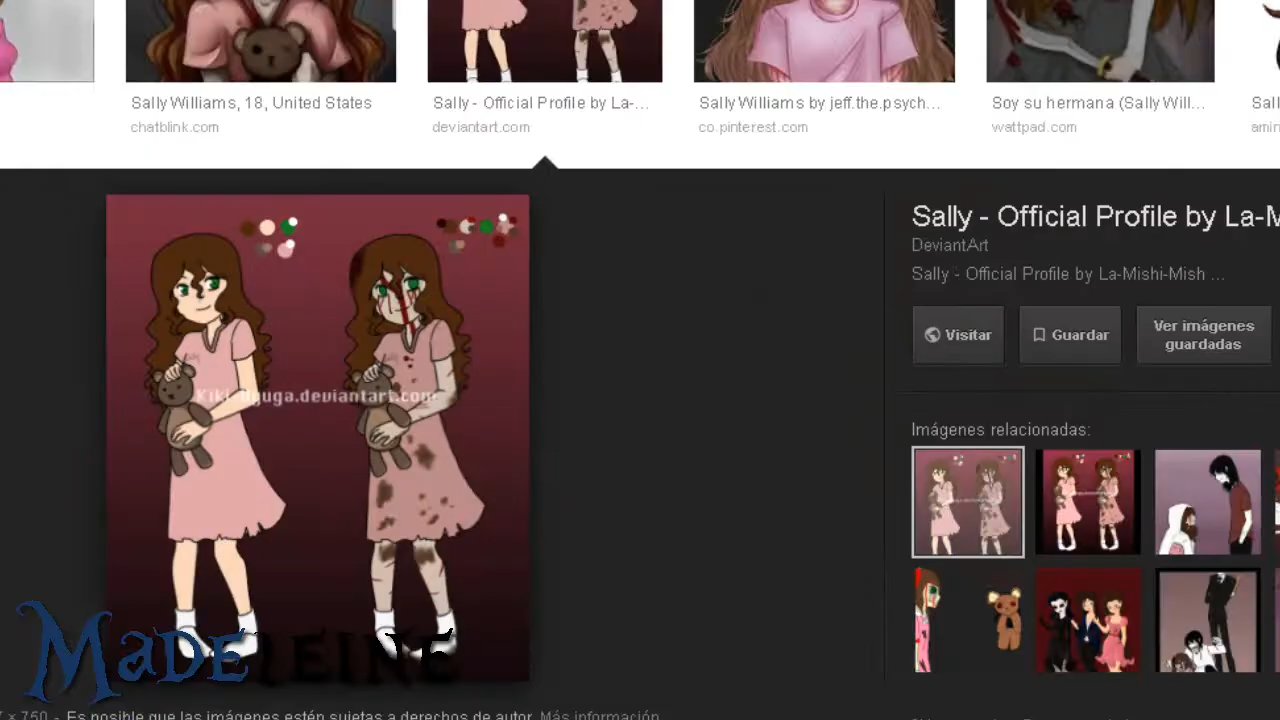 Sally Williams, 18, United States
chatblink.com
Sally - Official Profile by La-...
deviantart.com
Sally Williams by jeff.the.psych...
co.pinterest.com
Soy su hermana (Sally Will...
wattpad.com
Sally - Official Profile by La-M
DeviantArt
Sally - Official Profile by La-Mishi-Mish ...
Visitar
Guardar
Ver imágenes
guardadas
Imágenes relacionadas:
MADELEINE
× 750 - Es posible que las imágenes estén sujetas a derechos de autor. Más información